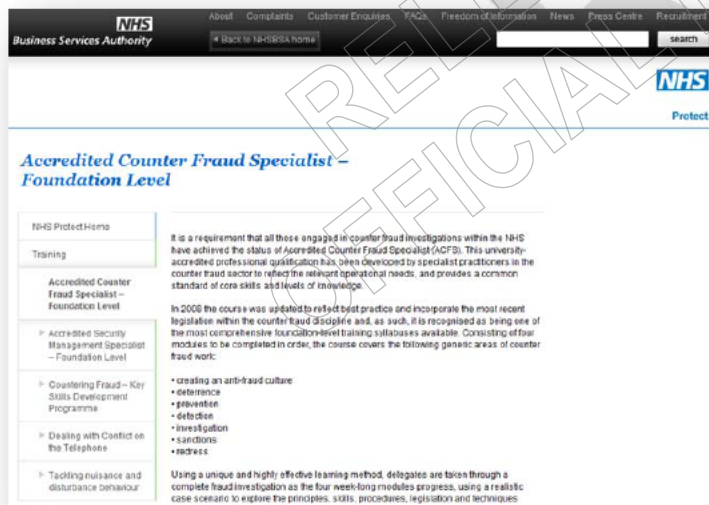 NHS
Business Services Authority
About Complaints Customer Enquiries FAQs Freedom of Information News Press Centre Recruitment
Back to NHSBSA home
search
NHS
Protect
Accredited Counter Fraud Specialist –
Foundation Level
NHS Protect Home
Training
Accredited Counter
Fraud Specialist –
Foundation Level
Accredited Security
Management Specialist
– Foundation Level
Countering Fraud – Key
Skills Development
Programme
Dealing with Conflict on
the Telephone
Tackling nuisance and
disturbance behaviour
It is a requirement that all those engaged in counter fraud investigations within the NHS
have achieved the status of Accredited Counter Fraud Specialist (ACFS). This university-
accredited professional qualification has been developed by specialist practitioners in the
counter fraud sector to reflect the relevant operational needs, and provides a common
standard of core skills and levels of knowledge.
In 2008 the course was updated to reflect best practice and incorporate the most recent
legislation within the counter fraud discipline and, as such, it is recognised as being one of
the most comprehensive foundation-level training syllabuses available. Consisting of four
modules to be completed in order, the course covers the following generic areas of counter
fraud work:
• creating an anti-fraud culture
• deterrence
• prevention
• detection
• investigation
• sanctions
• redress
Using a unique and highly effective learning method, delegates are taken through a
complete fraud investigation as the four week-long modules progress, using a realistic
case scenario to explore the principles, skills, procedures, legislation and techniques